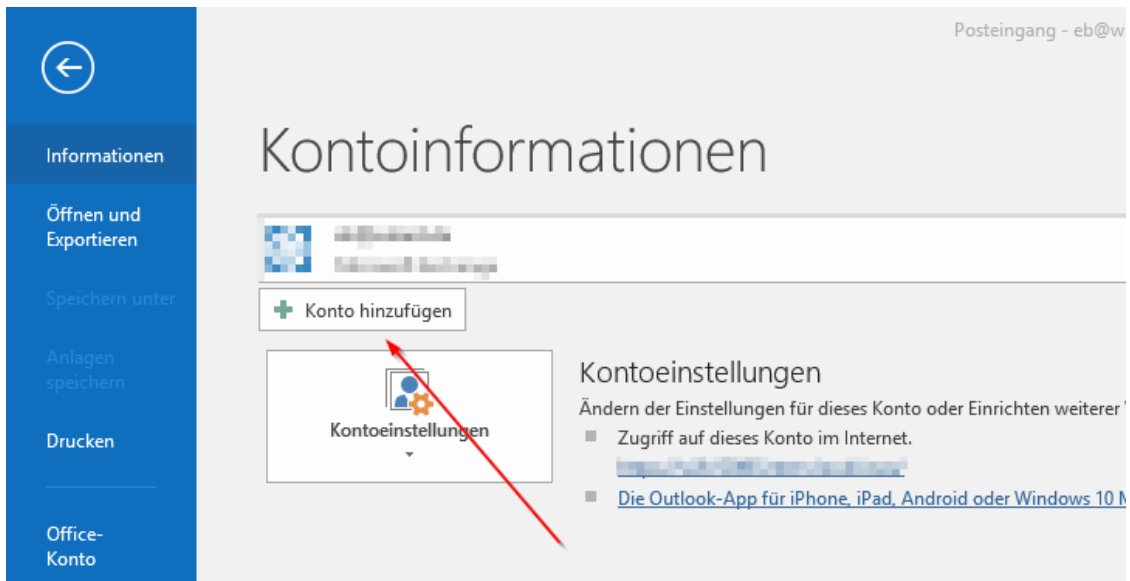 Posteingang - eb@w
Kontoinformationen
Informationen
Öffnen und
Exportieren
Speichern unter
Anlagen
speichern
Drucken
Office-
Konto
Konto hinzufügen
Kontoeinstellungen
Kontoeinstellungen
Ändern der Einstellungen für dieses Konto oder Einrichten weiterer
Zugriff auf dieses Konto im Internet.
Die Outlook-App für iPhone, iPad, Android oder Windows 10